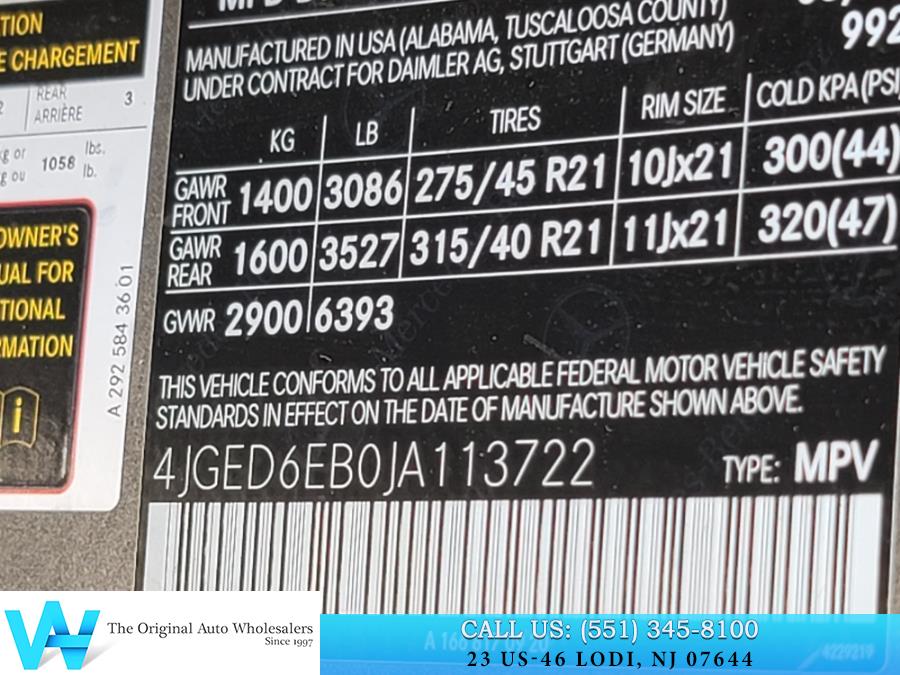 TION
E CHARGEMENT
REAR
ARRIÈRE 3
kg or
kg ou 1058 lbs.
lb.
OWNER'S
UAL FOR
TIONAL
RMATION
i
A 292 584 36 01
992
MANUFACTURED IN USA (ALABAMA, TUSCALOOSA COUNTY)
UNDER CONTRACT FOR DAIMLER AG, STUTTGART (GERMANY)
KG LB TIRES RIM SIZE COLD KPA (PSI
GAWR FRONT 1400 3086 275/45 R21 10Jx21 300(44)
GAWR REAR 1600 3527 315/40 R21 11Jx21 320(47)
GVWR 2900 6393
THIS VEHICLE CONFORMS TO ALL APPLICABLE FEDERAL MOTOR VEHICLE SAFETY
STANDARDS IN EFFECT ON THE DATE OF MANUFACTURE SHOWN ABOVE.
4JGED6EB0JA113722 TYPE: MPV
The Original Auto Wholesalers
Since 1997
CALL US: (551) 345-8100
23 US-46 LODI, NJ 07644
4229219